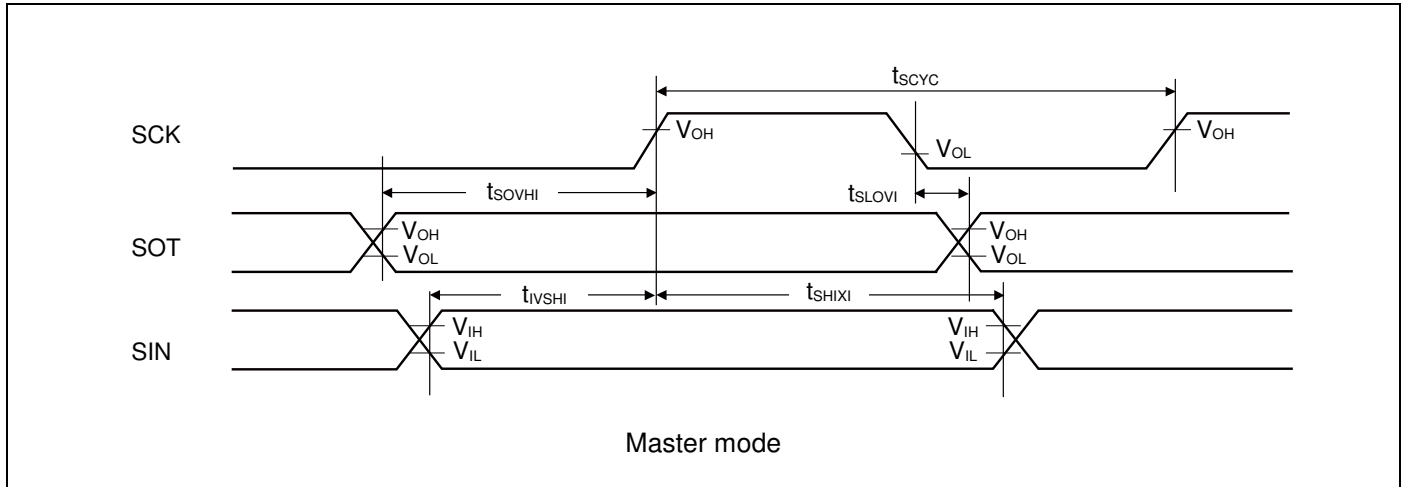 tSCYC
SCK
VOH
VOL
VOH
tSOVHI
tSLOVI
SOT
VOH
VOL
VOH
VOL
tIVSHI
tSHIXI
SIN
VIH
VIL
VIH
VIL
Master mode